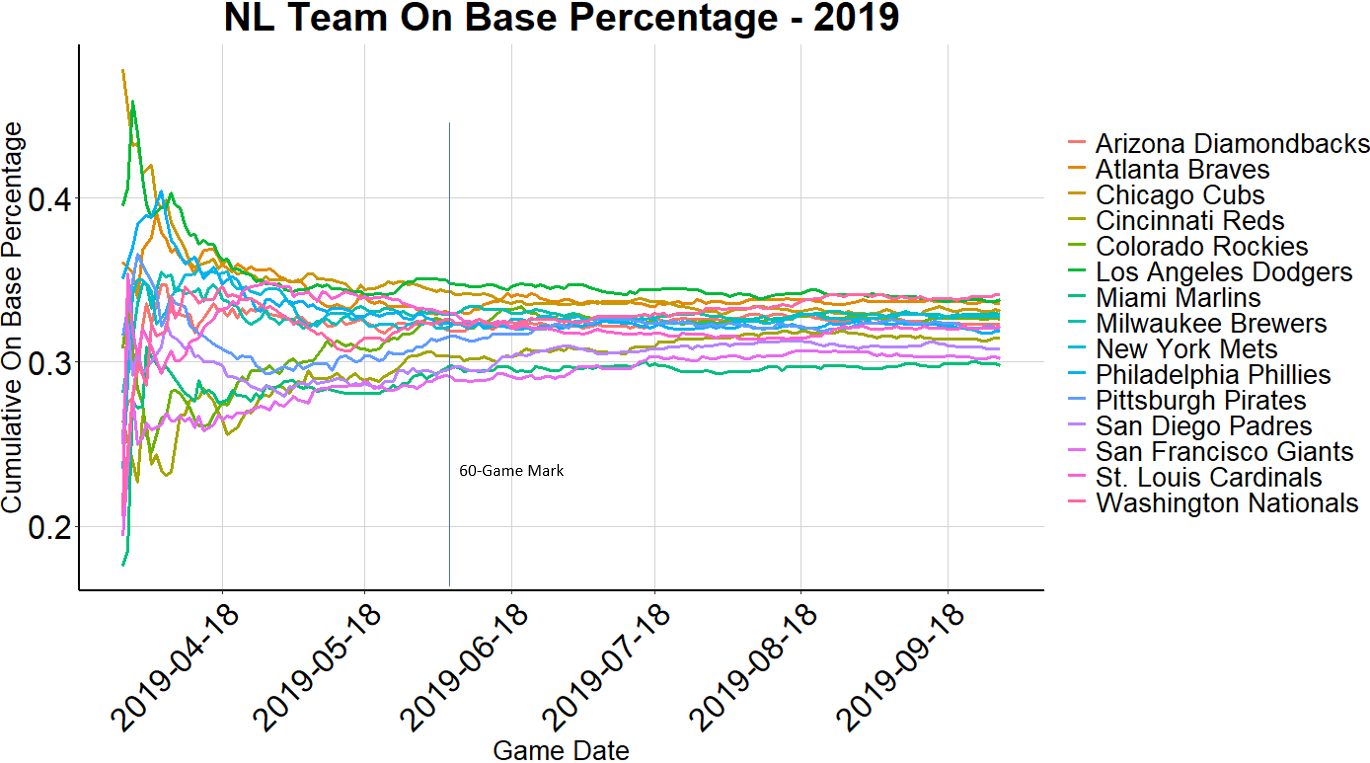 NL Team On Base Percentage - 2019
Cumulative On Base Percentage
0.4
0.3
0.2
60-Game Mark
2019-04-18
2019-05-18
2019-06-18
2019-07-18
2019-08-18
2019-09-18
Game Date
Arizona Diamondbacks
Atlanta Braves
Chicago Cubs
Cincinnati Reds
Colorado Rockies
Los Angeles Dodgers
Miami Marlins
Milwaukee Brewers
New York Mets
Philadelphia Phillies
Pittsburgh Pirates
San Diego Padres
San Francisco Giants
St. Louis Cardinals
Washington Nationals